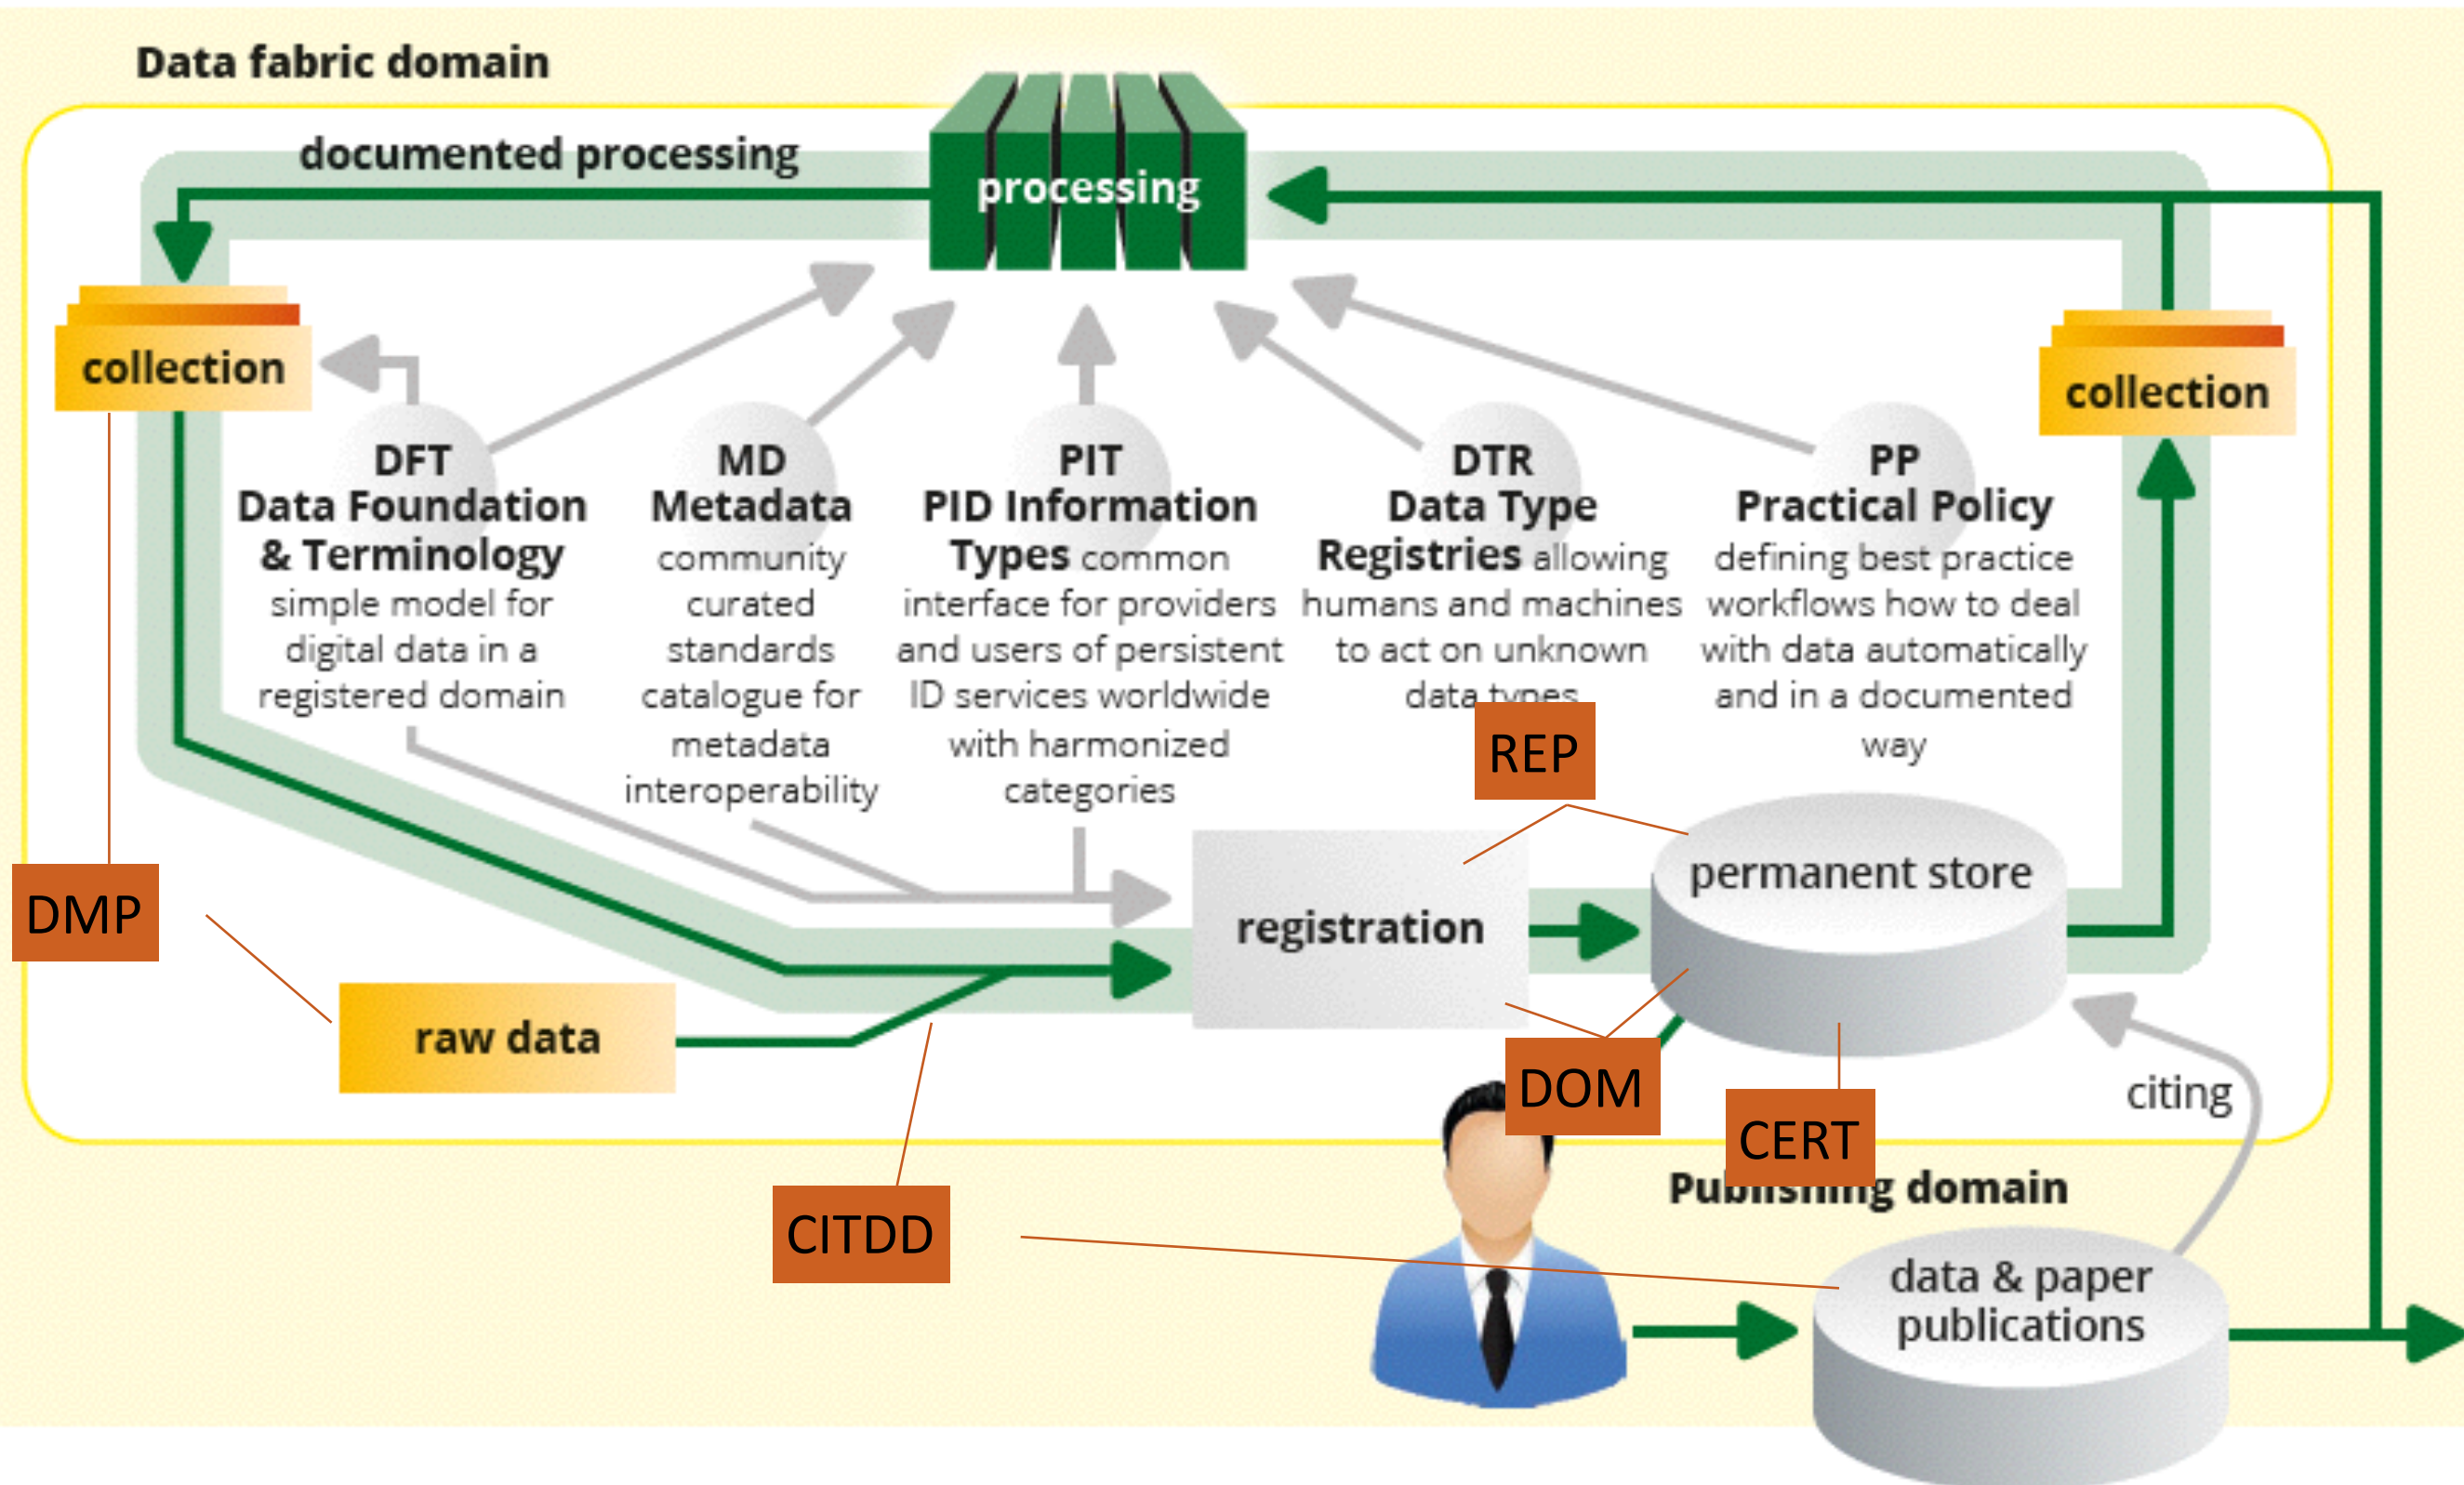 Data fabric domain
documented processing
processing
collection
collection
DFT
Data Foundation
& Terminology
simple model for
digital data in a
registered domain
MD
Metadata
community
curated
standards
catalogue for
metadata
interoperability
PIT
PID Information
Types common
interface for providers
and users of persistent
ID services worldwide
with harmonized
categories
DTR
Data Type
Registries allowing
humans and machines
to act on unknown
data types
PP
Practical Policy
defining best practice
workflows how to deal
with data automatically
and in a documented
way
REP
permanent store
registration
DMP
raw data
DOM
CERT
citing
Publishing domain
CITDD
data & paper
publications